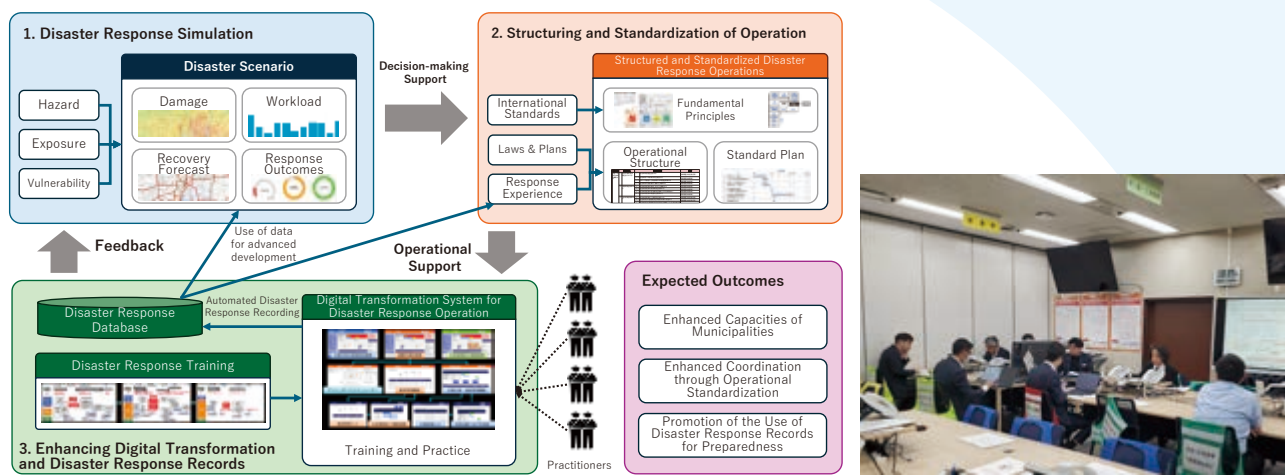 1. Disaster Response Simulation
Disaster Scenario
Hazard
Exposure
Vulnerability
Damage
Workload
Recovery
Forecast
Response
Outcomes
Decision-making
Support
2. Structuring and Standardization of Operation
Structured and Standardized Disaster
Response Operations
International
Standards
Laws & Plans
Response
Experience
Fundamental
Principles
Operational
Structure
Standard Plan
Feedback
Use of data
for advanced
development
Operational
Support
Disaster Response
Database
Automated Disaster
Response Recording
Digital Transformation System for
Disaster Response Operation
Disaster Response Training
Training and Practice
3. Enhancing Digital Transformation
and Disaster Response Records
Practitioners
Expected Outcomes
Enhanced Capacities of
Municipalities
Enhanced Coordination
through Operational
Standardization
Promotion of the Use of
Disaster Response Records
for Preparedness